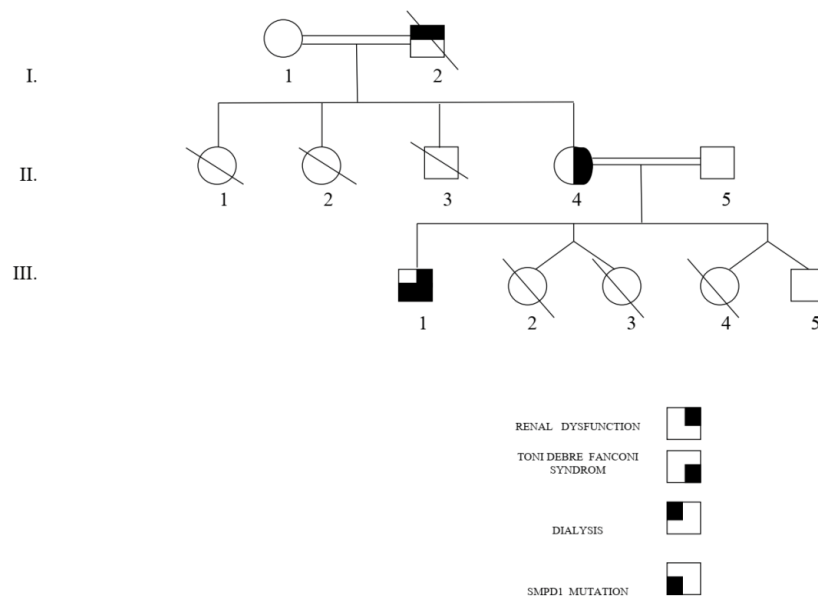 1 2
I.
II.
1 2 3 4 5
III.
1 2 3 4 5
RENAL DYSFUNCTION
TONI DEBRE FANCONI
SYNDROM
DIALYSIS
SMPD1 MUTATION